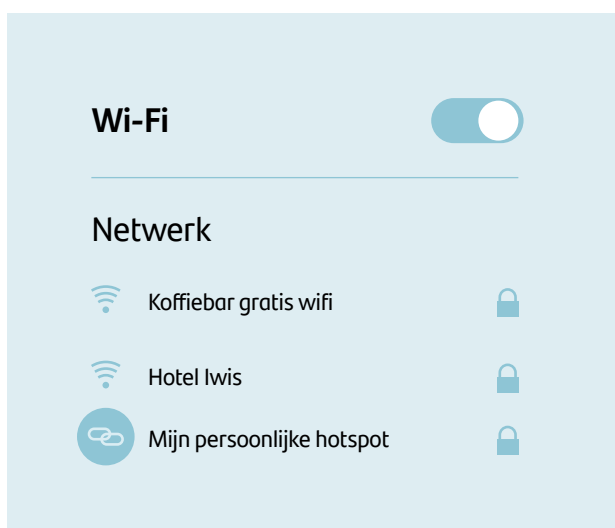 Wi-Fi
Netwerk
Koffiebar gratis wifi
Hotel Iwis
Mijn persoonlijke hotspot